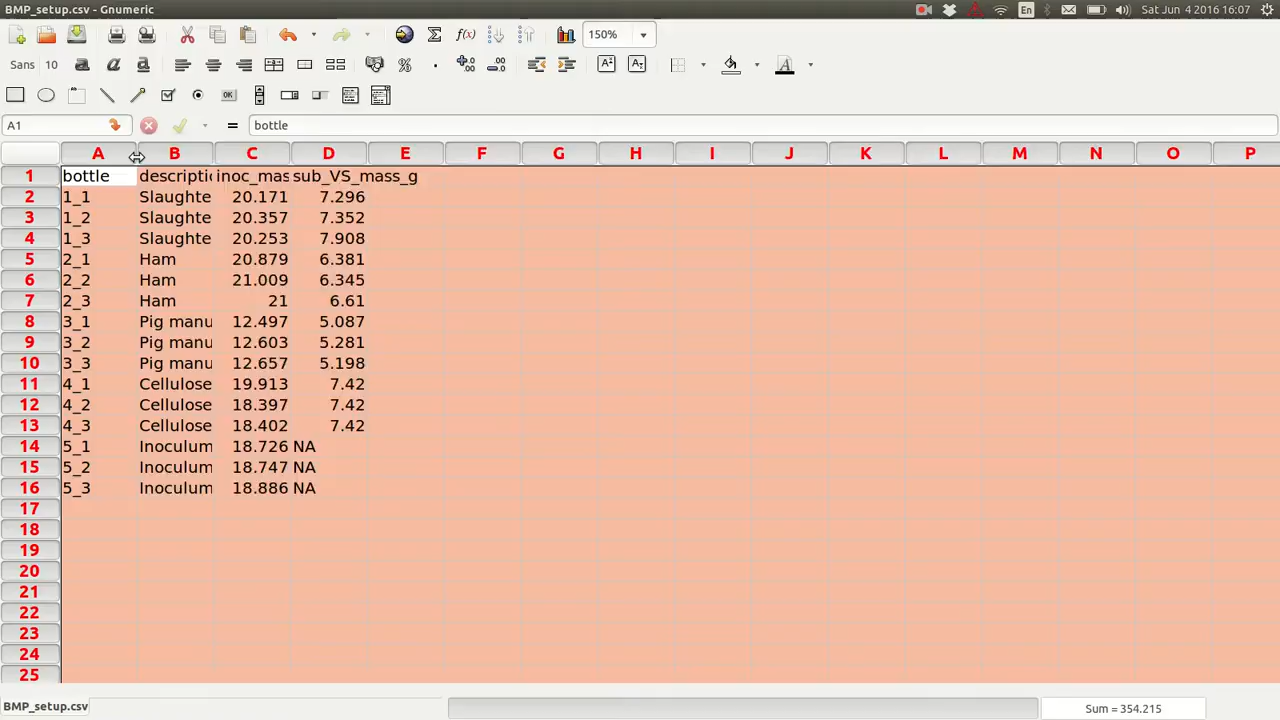 BMP_setup.csv - Gnumeric En Sat Jun 4 2016 16:07
150%
Sans 10
A1 = bottle
A B C D E F G H I J K L M N O P
1 bottle descriptic inoc_mas sub_VS_mass_g
2 1_1 Slaughte 20.171 7.296
3 1_2 Slaughte 20.357 7.352
4 1_3 Slaughte 20.253 7.908
5 2_1 Ham 20.879 6.381
6 2_2 Ham 21.009 6.345
7 2_3 Ham 21 6.61
8 3_1 Pig manu 12.497 5.087
9 3_2 Pig manu 12.603 5.281
10 3_3 Pig manu 12.657 5.198
11 4_1 Cellulose 19.913 7.42
12 4_2 Cellulose 18.397 7.42
13 4_3 Cellulose 18.402 7.42
14 5_1 Inoculum 18.726 NA
15 5_2 Inoculum 18.747 NA
16 5_3 Inoculum 18.886 NA
17
18
19
20
21
22
23
24
25
BMP_setup.csv Sum = 354.215